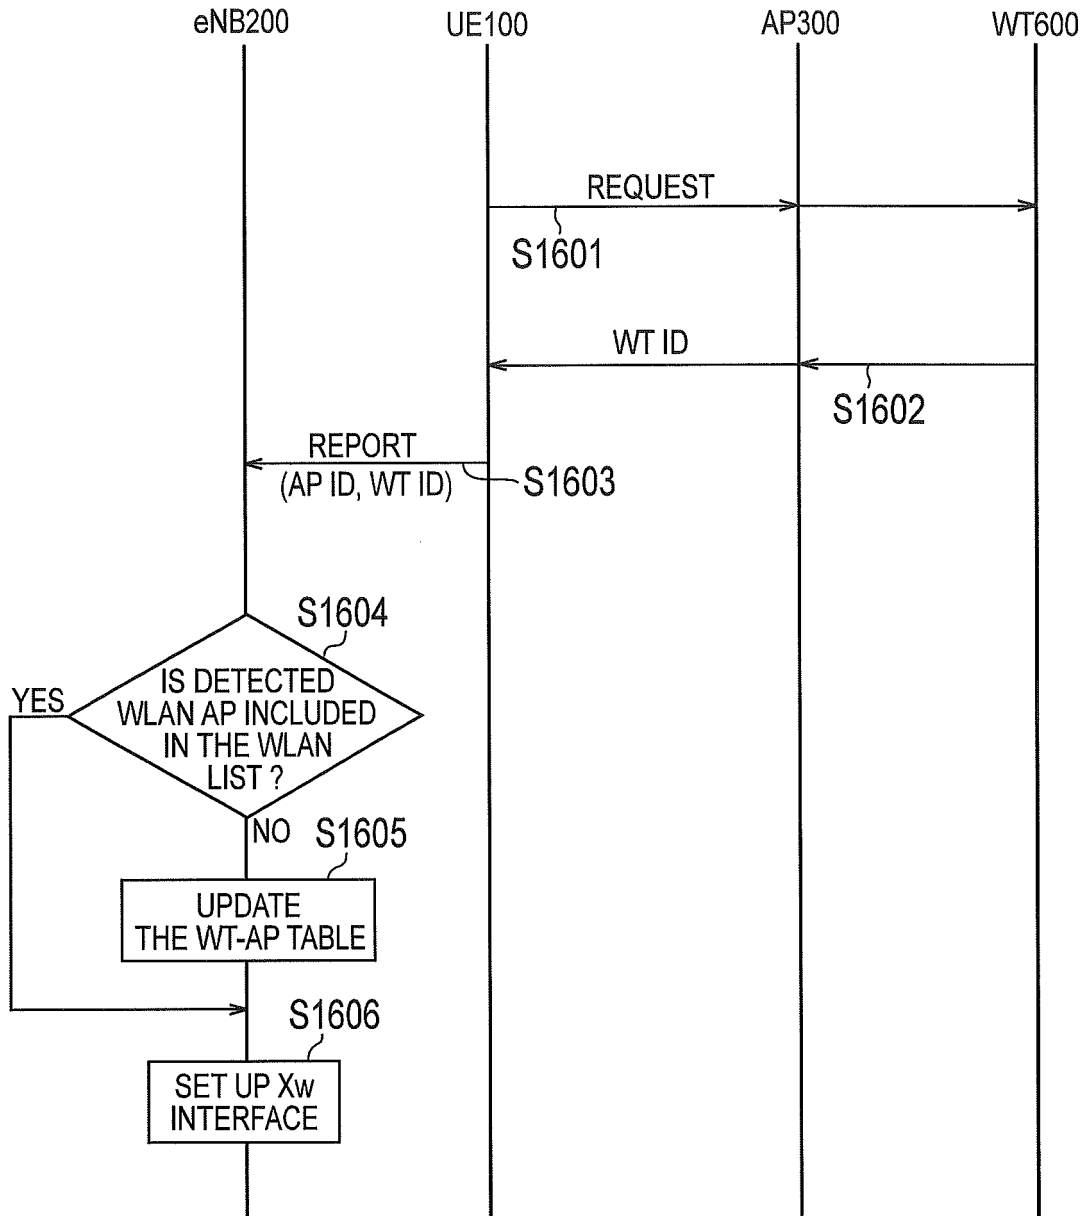 eNB200
UE100
AP300
WT600
REQUEST
S1601
WT ID
S1602
REPORT
(AP ID, WT ID)
S1603
S1604
IS DETECTED
WLAN AP INCLUDED
IN THE WLAN
LIST ?
YES
NO
S1605
UPDATE
THE WT-AP TABLE
S1606
SET UP Xw
INTERFACE